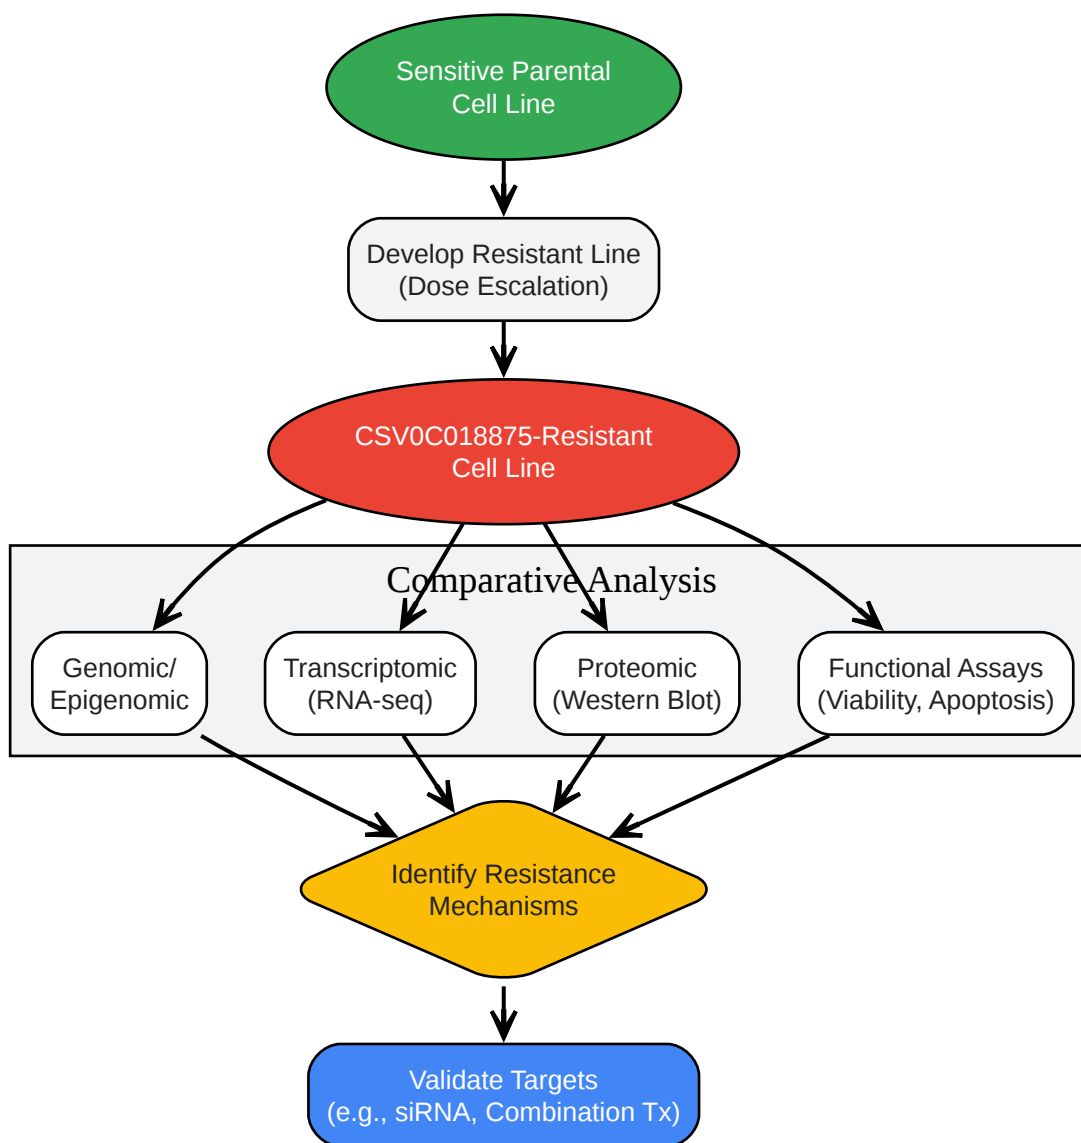 Sensitive Parental
Cell Line
Develop Resistant Line
(Dose Escalation)
CSV0C018875-Resistant
Cell Line
Comparative Analysis
Genomic/
Epigenomic
Transcriptomic
(RNA-seq)
Proteomic
(Western Blot)
Functional Assays
(Viability, Apoptosis)
Identify Resistance
Mechanisms
Validate Targets
(e.g., siRNA, Combination Tx)